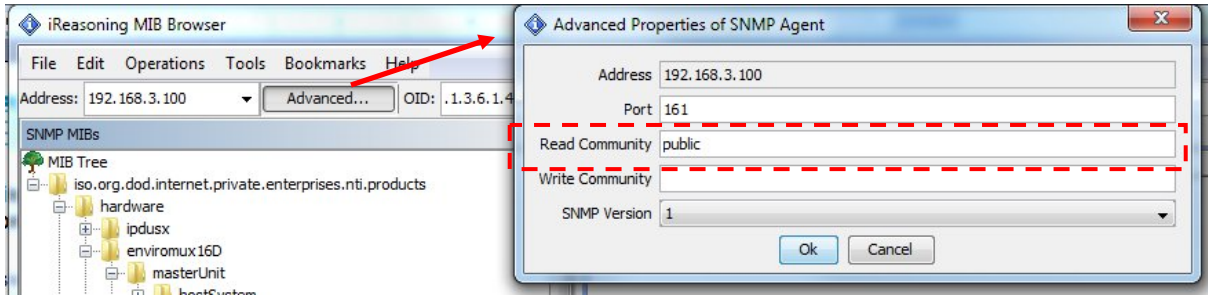 iReasoning MIB Browser
File Edit Operations Tools Bookmarks Help
Address: 192.168.3.100 Advanced... OID: .1.3.6.1.4
SNMP MIBs
MIB Tree
iso.org.dod.internet.private.enterprises.nti.products
hardware
ipdusx
enviromux16D
masterUnit
hostSystem
Advanced Properties of SNMP Agent
Address 192.168.3.100
Port 161
Read Community public
Write Community
SNMP Version 1
Ok Cancel